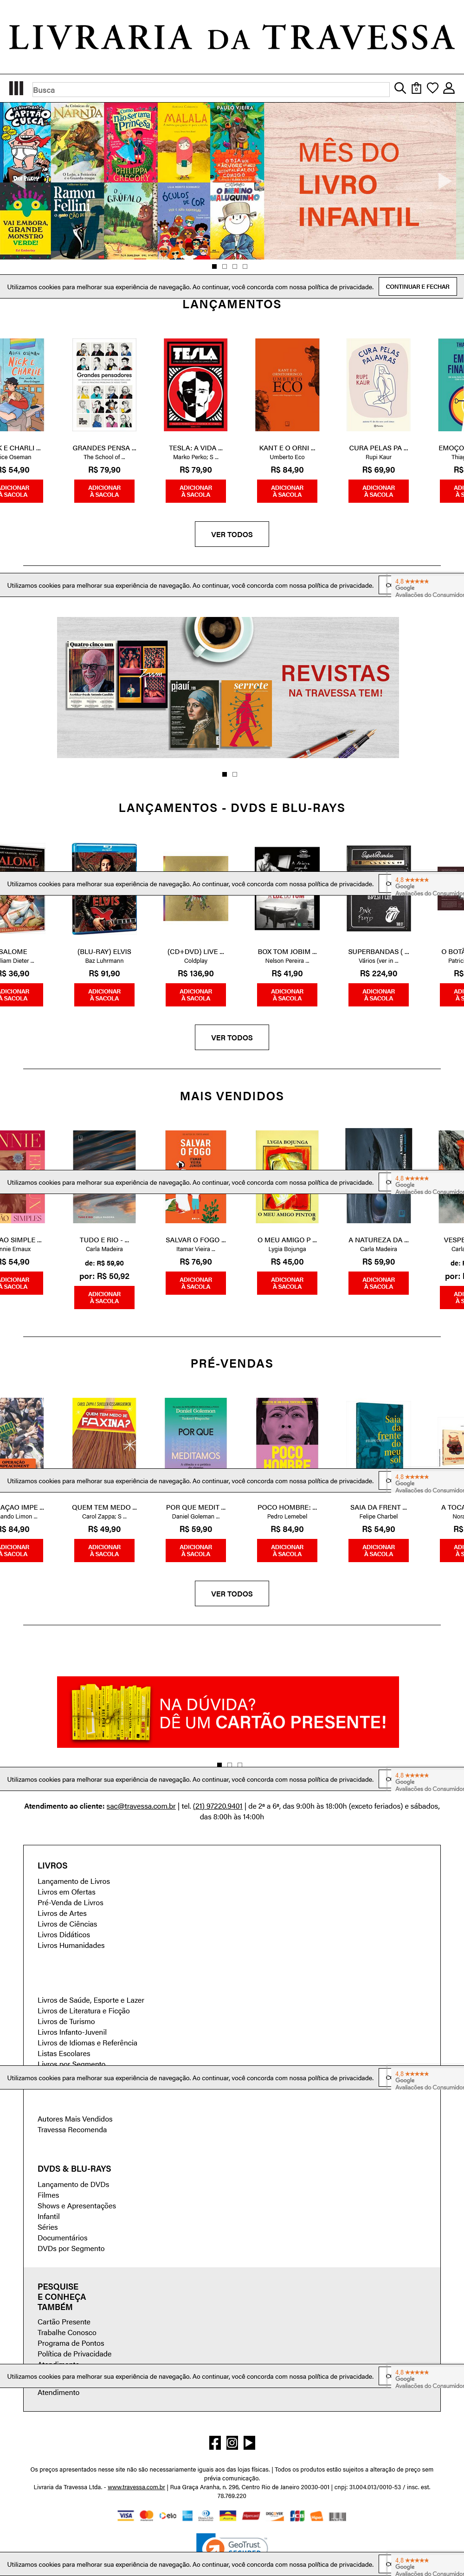 LIVRARIA DA TRAVESSA
Busca
0
MÊS DO
LIVRO
INFANTIL
Utilizamos cookies para melhorar sua experiência de navegação. Ao continuar, você concorda com nossa política de privacidade.
CONTINUAR E FECHAR
LANÇAMENTOS
K E CHARLI ...
ice Oseman
R$ 54,90
ADICIONAR
À SACOLA
GRANDES PENSA ...
The School of ...
R$ 79,90
ADICIONAR
À SACOLA
TESLA: A VIDA ...
Marko Perko; S ...
R$ 79,90
ADICIONAR
À SACOLA
KANT E O ORNI ...
Umberto Eco
R$ 84,90
ADICIONAR
À SACOLA
CURA PELAS PA ...
Rupi Kaur
R$ 69,90
ADICIONAR
À SACOLA
EMOÇO
Thia
R$
VER TODOS
Utilizamos cookies para melhorar sua experiência de navegação. Ao continuar, você concorda com nossa política de privacidade.
4,8 ★★★★★
Google
Avaliações do Consumidor
Quatro cinco um
piauí
serrote
REVISTAS
NA TRAVESSA TEM!
LANÇAMENTOS - DVDS E BLU-RAYS
Utilizamos cookies para melhorar sua experiência de navegação. Ao continuar, você concorda com nossa política de privacidade.
4,8 ★★★★★
Google
Avaliações do Consumidor
SALOME
lliam Dieter ...
R$ 36,90
ADICIONAR
À SACOLA
(BLU-RAY) ELVIS
Baz Luhrmann
R$ 91,90
ADICIONAR
À SACOLA
(CD+DVD) LIVE ...
Coldplay
R$ 136,90
ADICIONAR
À SACOLA
BOX TOM JOBIM ...
Nelson Pereira ...
R$ 41,90
ADICIONAR
À SACOLA
SUPERBANDAS ( ...
Vários (ver in ...
R$ 224,90
ADICIONAR
À SACOLA
O BOTÂ
Patric
R$
VER TODOS
MAIS VENDIDOS
Utilizamos cookies para melhorar sua experiência de navegação. Ao continuar, você concorda com nossa política de privacidade.
4,8 ★★★★★
Google
Avaliações do Consumidor
AO SIMPLE ...
nnie Ernaux
R$ 54,90
ADICIONAR
À SACOLA
TUDO E RIO - ...
Carla Madeira
de: R$ 59,90
por: R$ 50,92
ADICIONAR
À SACOLA
SALVAR O FOGO ...
Itamar Vieira ...
R$ 76,90
ADICIONAR
À SACOLA
O MEU AMIGO P ...
Lygia Bojunga
R$ 45,00
ADICIONAR
À SACOLA
A NATUREZA DA ...
Carla Madeira
R$ 59,90
ADICIONAR
À SACOLA
VESPE
Carla
de: R
por: R
PRÉ-VENDAS
Utilizamos cookies para melhorar sua experiência de navegação. Ao continuar, você concorda com nossa política de privacidade.
4,8 ★★★★★
Google
Avaliações do Consumidor
AÇAO IMPE ...
ando Limon ...
R$ 84,90
ADICIONAR
À SACOLA
QUEM TEM MEDO ...
Carol Zappa; S ...
R$ 49,90
ADICIONAR
À SACOLA
POR QUE MEDIT ...
Daniel Goleman ...
R$ 59,90
ADICIONAR
À SACOLA
POCO HOMBRE: ...
Pedro Lemebel
R$ 84,90
ADICIONAR
À SACOLA
SAIA DA FRENT ...
Felipe Charbel
R$ 54,90
ADICIONAR
À SACOLA
A TOCA
Nora
R$
VER TODOS
NA DÚVIDA?
DÊ UM CARTÃO PRESENTE!
Utilizamos cookies para melhorar sua experiência de navegação. Ao continuar, você concorda com nossa política de privacidade.
4,8 ★★★★★
Google
Avaliações do Consumidor
Atendimento ao cliente: sac@travessa.com.br | tel. (21) 97220.9401 | de 2ª a 6ª, das 9:00h às 18:00h (exceto feriados) e sábados,
das 8:00h às 14:00h
LIVROS
Lançamento de Livros
Livros em Ofertas
Pré-Venda de Livros
Livros de Artes
Livros de Ciências
Livros Didáticos
Livros Humanidades
Livros de Saúde, Esporte e Lazer
Livros de Literatura e Ficção
Livros de Turismo
Livros Infanto-Juvenil
Livros de Idiomas e Referência
Listas Escolares
Livros por Segmento
Utilizamos cookies para melhorar sua experiência de navegação. Ao continuar, você concorda com nossa política de privacidade.
4,8 ★★★★★
Google
Avaliações do Consumidor
Autores Mais Vendidos
Travessa Recomenda
DVDS & BLU-RAYS
Lançamento de DVDs
Filmes
Shows e Apresentações
Infantil
Séries
Documentários
DVDs por Segmento
PESQUISE
E CONHEÇA
TAMBÉM
Cartão Presente
Trabalhe Conosco
Programa de Pontos
Política de Privacidade
Utilizamos cookies para melhorar sua experiência de navegação. Ao continuar, você concorda com nossa política de privacidade.
4,8 ★★★★★
Google
Avaliações do Consumidor
Atendimento
Os preços apresentados nesse site não são necessariamente iguais aos das lojas físicas. | Todos os produtos estão sujeitos a alteração de preço sem
prévia comunicação.
Livraria da Travessa Ltda. - www.travessa.com.br | Rua Graça Aranha, n. 296, Centro Rio de Janeiro 20030-001 | cnpj: 31.004.013/0010-53 / insc. est.
78.769.220
VISA
elo
GeoTrust
Utilizamos cookies para melhorar sua experiência de navegação. Ao continuar, você concorda com nossa política de privacidade.
4,8 ★★★★★
Google
Avaliações do Consumidor